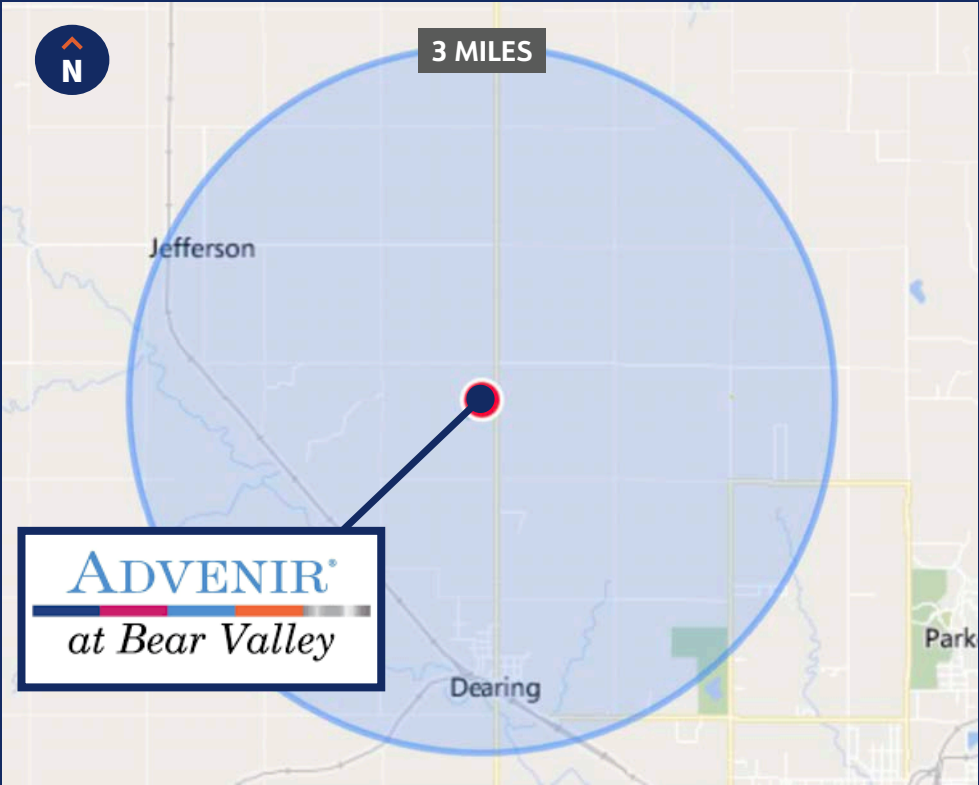 N
3 MILES
Jefferson
ADVENIR®
at Bear Valley
Park
Dearing